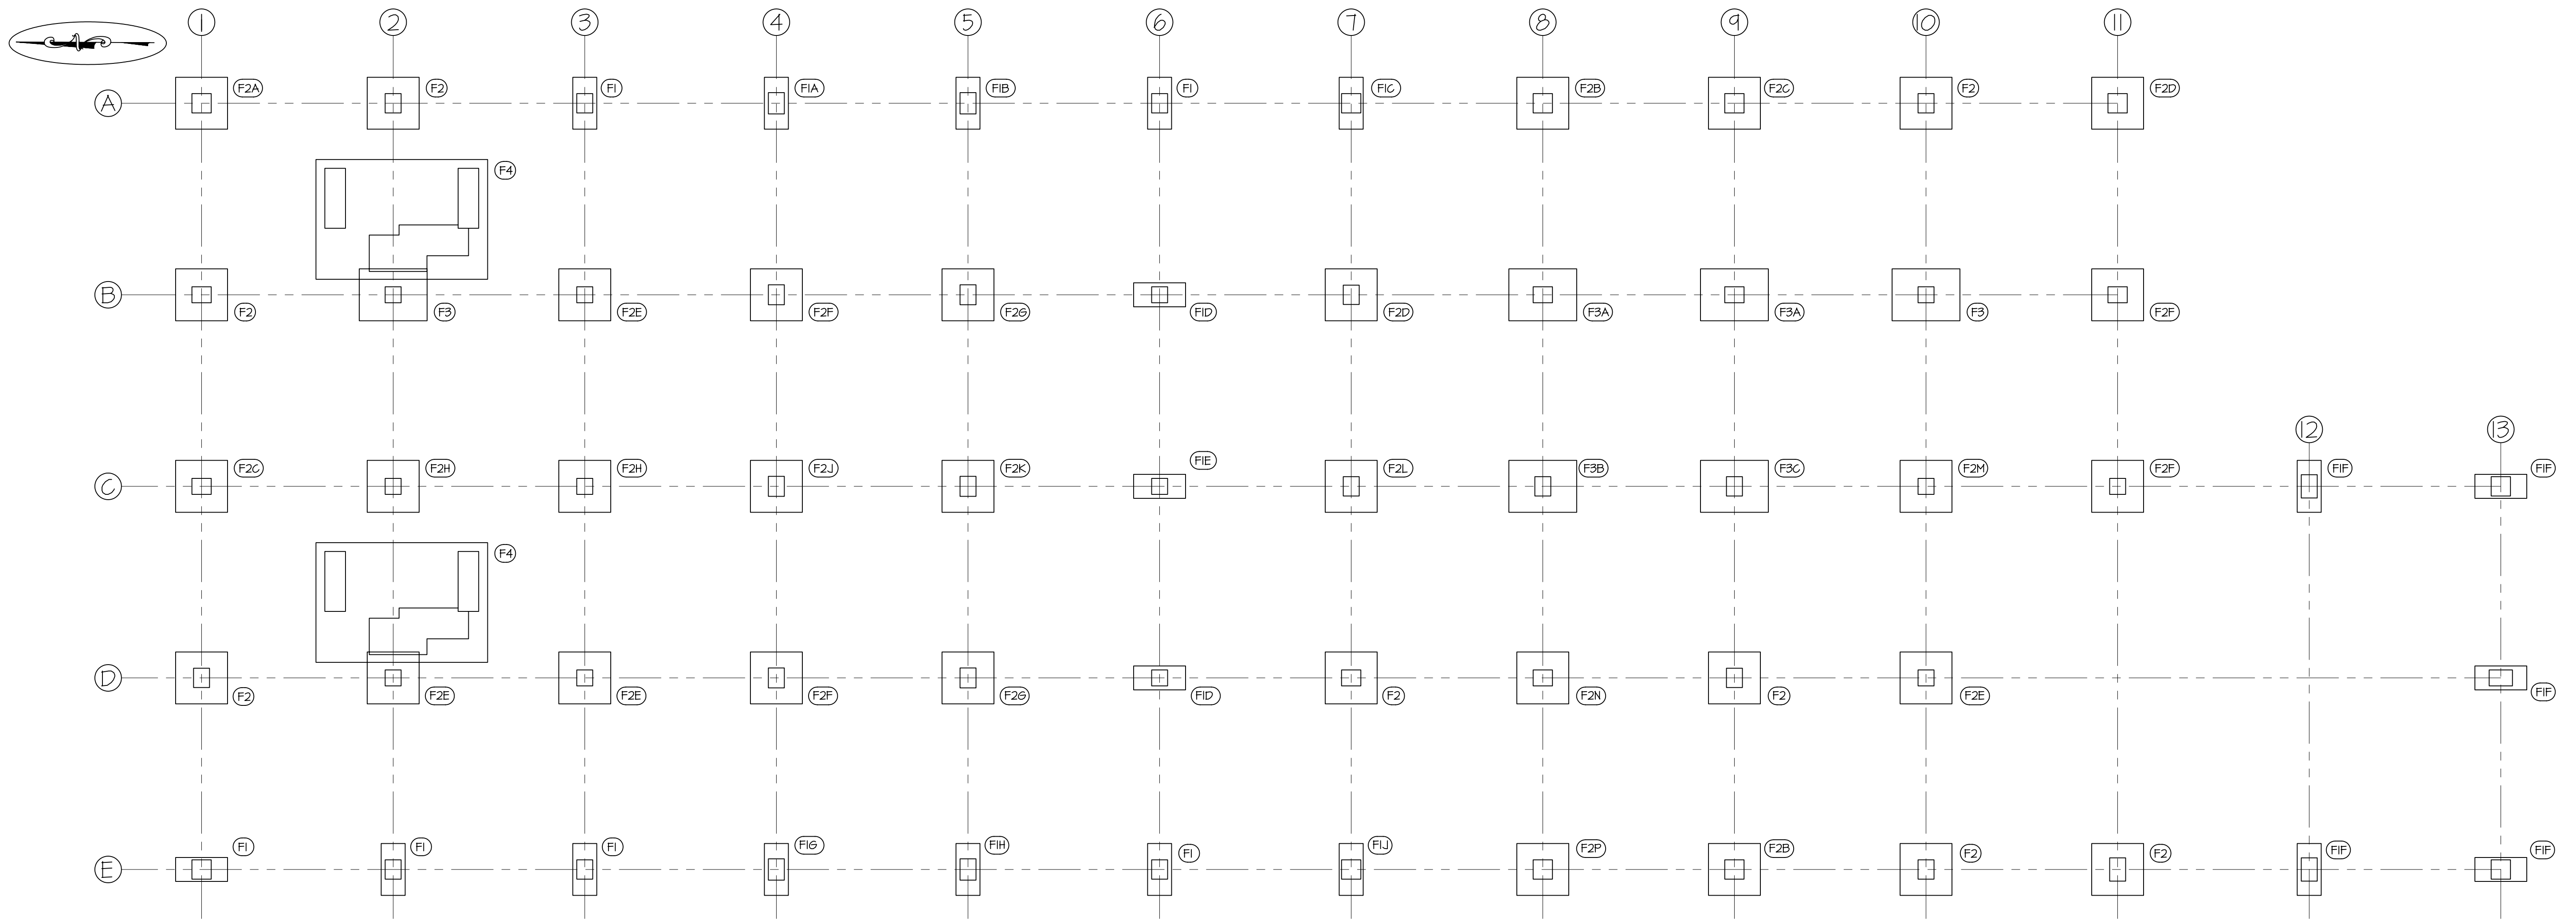 1 2 3 4 5 6 7 8 9 10 11
N
F2A F2 F1 F1A F1B F1 F1C F2B F2C F2 F2D
A
F4
B
F2 F3 F2E F2F F2G F1D F2D F3A F3A F3 F2F
12 13
F2C F2H F2H F2J F2K F1E F2L F3B F3C F2M F2F F1F F1F
C
F4
D
F2 F2E F2E F2F F2G F1D F2 F2N F2 F2E F1F
F1 F1 F1 F1G F1H F1 F1J F2P F2B F2 F2 F1F F1F
E